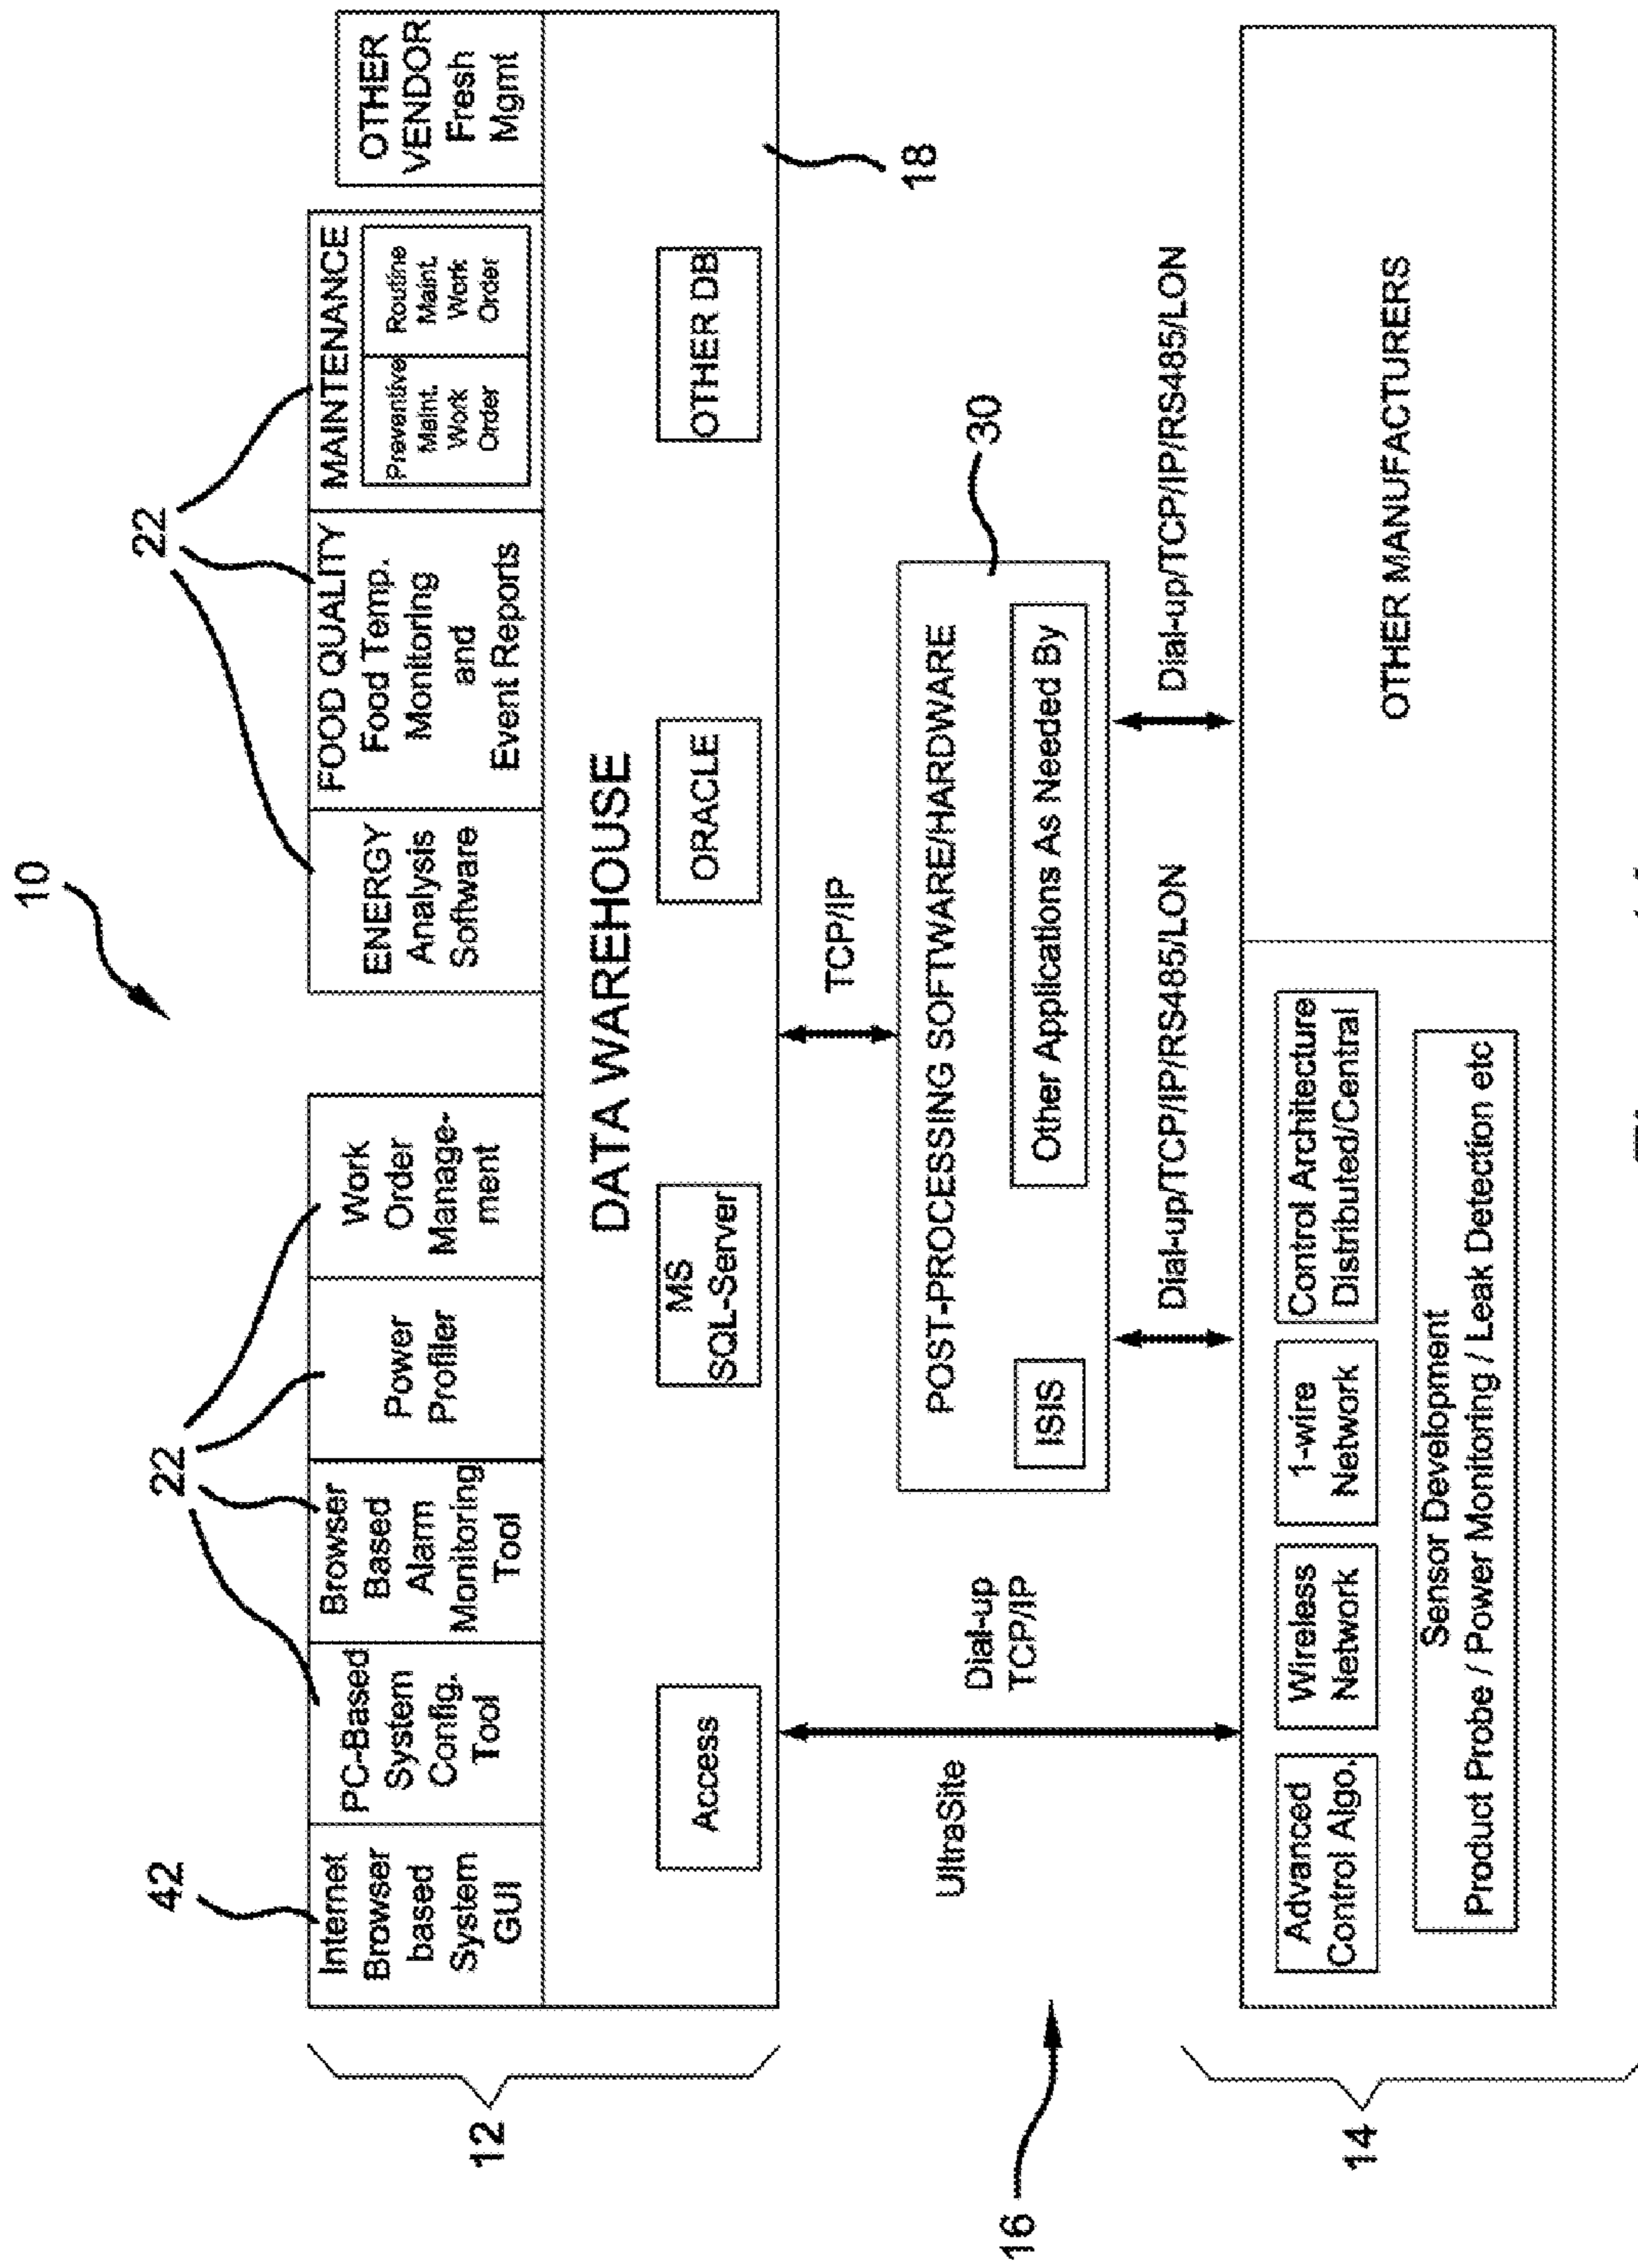 10
22
22
42
Internet
Browser
based
System
GUI
PC-Based
System
Config.
Tool
Browser
Based
Alarm
Monitoring
Tool
Power
Profiler
Work
Order
Manage-
ment
ENERGY
Analysis
Software
FOOD QUALITY
Food Temp.
Monitoring
and
Event Reports
MAINTENANCE
Preventive
Maint.
Work
Order
Routine
Maint.
Work
Order
OTHER
VENDOR
Fresh
Mgmt
12
DATA WAREHOUSE
Access
MS
SQL-Server
ORACLE
OTHER DB
18
UltraSite
Dial-up
TCP/IP
TCP/IP
16
POST-PROCESSING SOFTWARE/HARDWARE
30
ISIS
Other Applications As Needed By
Dial-up/TCP/IP/RS485/LON
Dial-up/TCP/IP/RS485/LON
14
Advanced
Control Algo.
Wireless
Network
1-wire
Network
Control Architecture
Distributed/Central
Sensor Development
Product Probe / Power Monitoring / Leak Detection etc
OTHER MANUFACTURERS